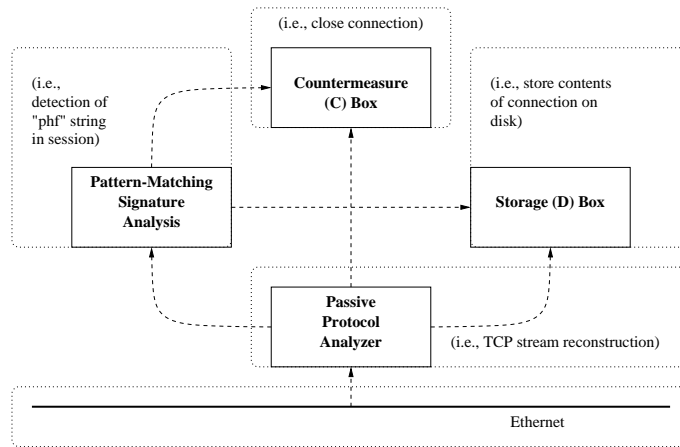 (i.e., close connection)
Countermeasure
(C) Box
(i.e.,
detection of
"phf" string
in session)
(i.e., store contents
of connection on
disk)
Pattern-Matching
Signature
Analysis
Storage (D) Box
Passive
Protocol
Analyzer
(i.e., TCP stream reconstruction)
Ethernet